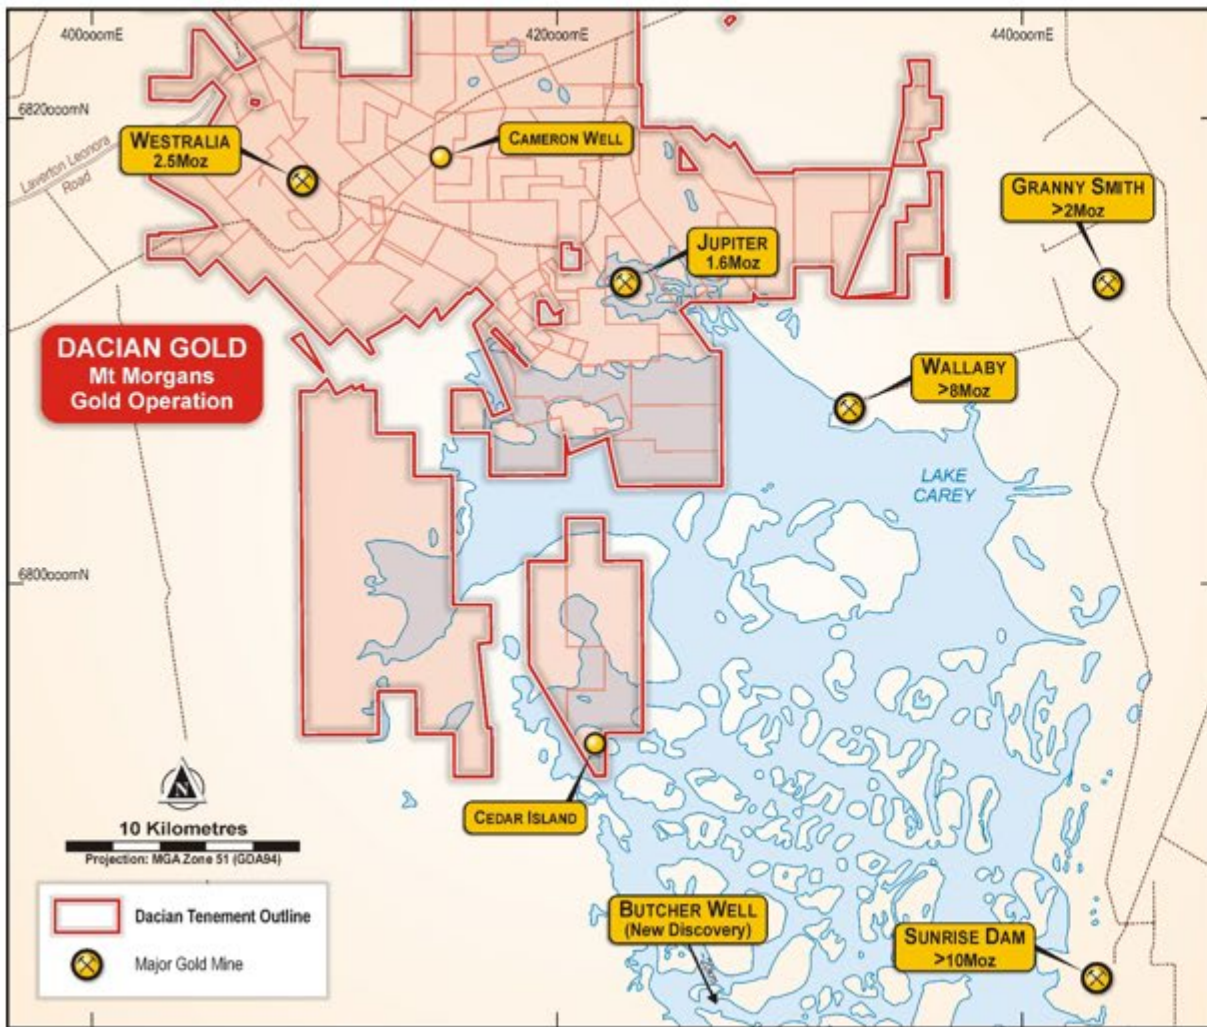 400000mE
420000mE
440000mE
6820000mN
Laverton Leonora
Road
WESTRALIA
2.5Moz
CAMERON WELL
GRANNY SMITH
>2Moz
JUPITER
1.6Moz
DACIAN GOLD
Mt Morgans
Gold Operation
WALLABY
>8Moz
LAKE
CAREY
6800000mN
CEDAR ISLAND
N
10 Kilometres
Projection: MGA Zone 51 (GDA94)
Dacian Tenement Outline
Major Gold Mine
BUTCHER WELL
(New Discovery)
SUNRISE DAM
>10Moz